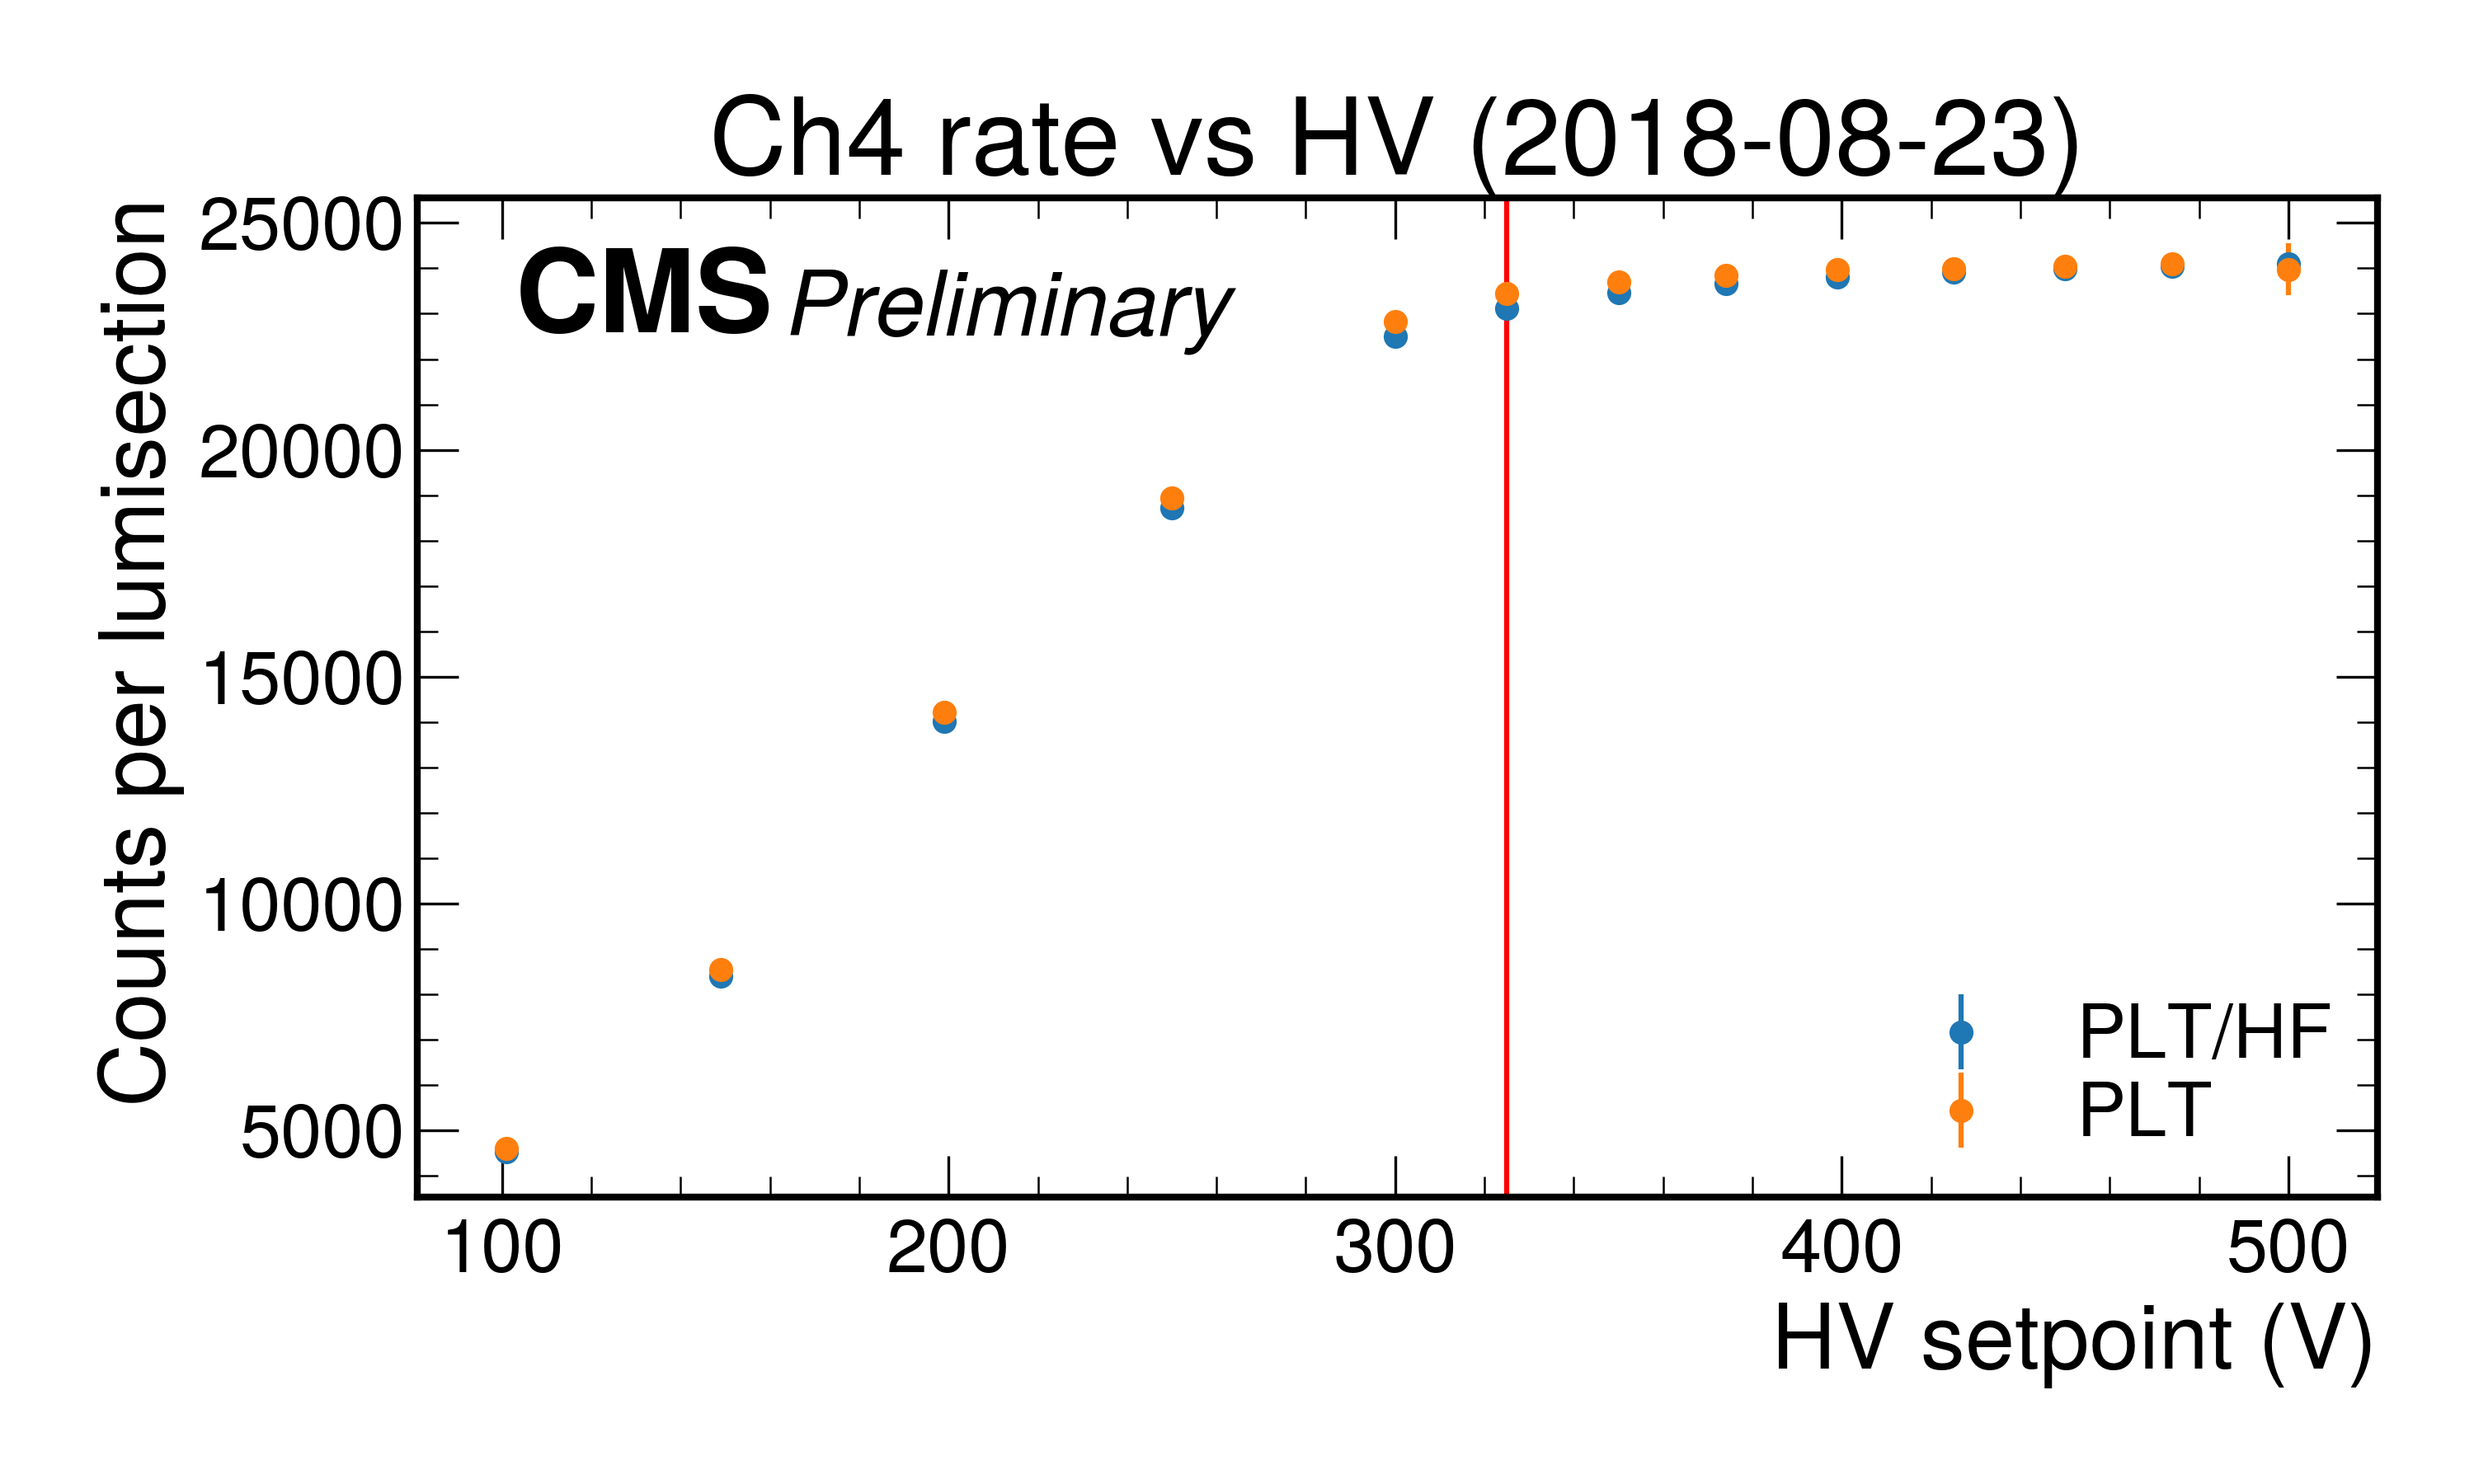 Ch4 rate vs HV (2018-08-23)
CMS Preliminary
Counts per lumisection
25000
20000
15000
10000
5000
PLT/HF
PLT
100 200 300 400 500
HV setpoint (V)